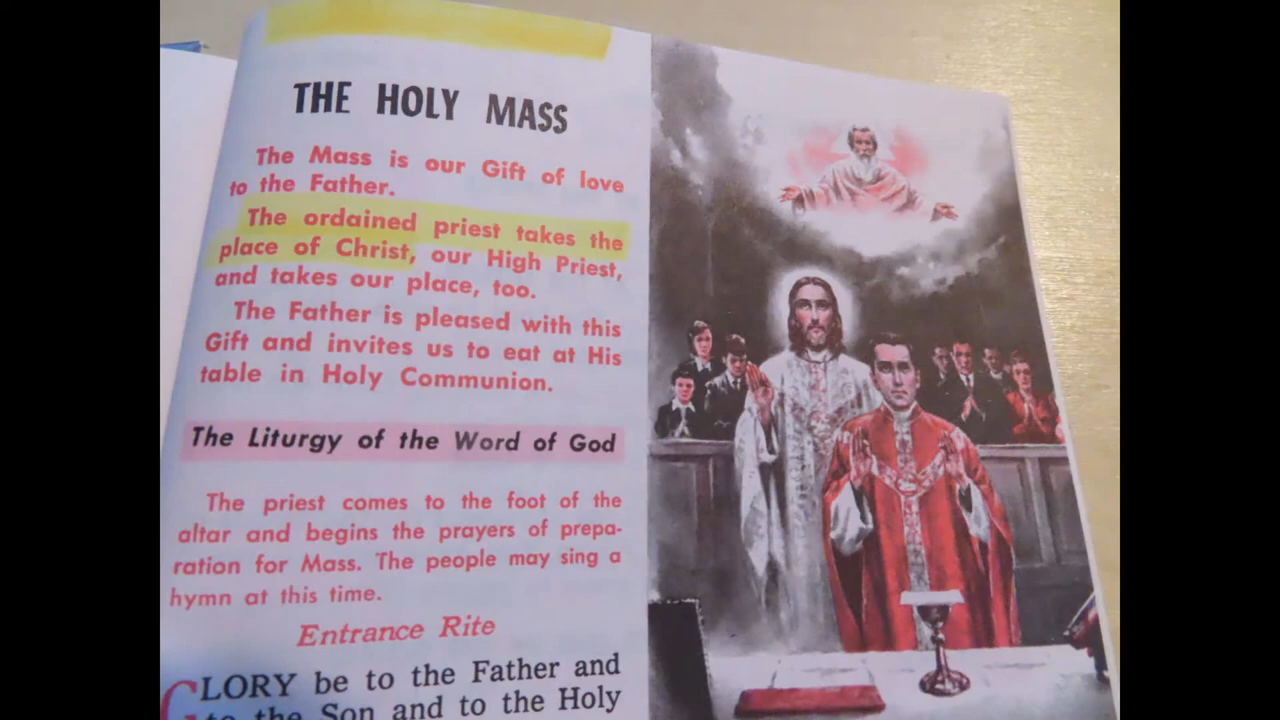 THE HOLY MASS
The Mass is our Gift of love
to the Father.
The ordained priest takes the
place of Christ, our High Priest,
and takes our place, too.
The Father is pleased with this
Gift and invites us to eat at His
table in Holy Communion.
The Liturgy of the Word of God
The priest comes to the foot of the
altar and begins the prayers of prepa-
ration for Mass. The people may sing a
hymn at this time.
Entrance Rite
GLORY be to the Father and
to the Son and to the Holy